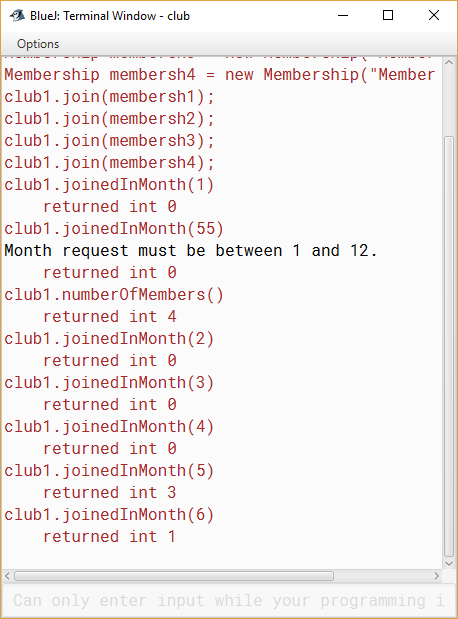 BlueJ: Terminal Window - club
Options
Membership membersh4 = new Membership("Member
club1.join(membersh1);
club1.join(membersh2);
club1.join(membersh3);
club1.join(membersh4);
club1.joinedInMonth(1)
returned int 0
club1.joinedInMonth(55)
Month request must be between 1 and 12.
returned int 0
club1.numberOfMembers()
returned int 4
club1.joinedInMonth(2)
returned int 0
club1.joinedInMonth(3)
returned int 0
club1.joinedInMonth(4)
returned int 0
club1.joinedInMonth(5)
returned int 3
club1.joinedInMonth(6)
returned int 1
Can only enter input while your programming i